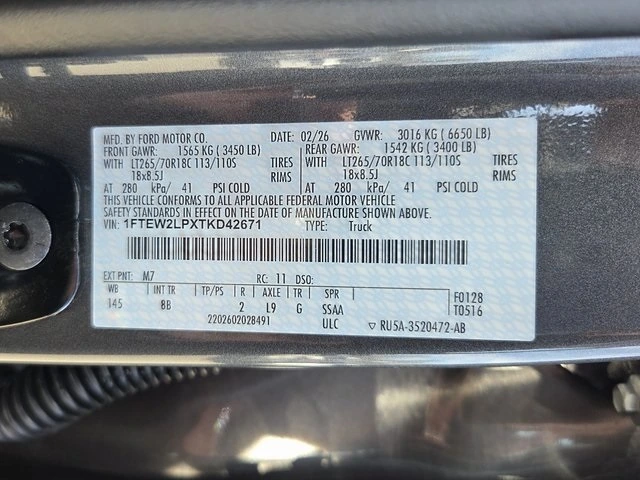 MFD. BY FORD MOTOR CO. DATE: 02/26 GVWR: 3016 KG ( 6650 LB)
FRONT GAWR: 1565 KG ( 3450 LB) REAR GAWR: 1542 KG ( 3400 LB)
WITH LT265/70R18C 113/110S TIRES WITH LT265/70R18C 113/110S TIRES
18x8.5J RIMS 18x8.5J RIMS
AT 280 kPa/ 41 PSI COLD AT 280 kPa/ 41 PSI COLD
THIS VEHICLE CONFORMS TO ALL APPLICABLE FEDERAL MOTOR VEHICLE
SAFETY STANDARDS IN EFFECT ON THE DATE OF MANUFACTURE SHOWN ABOVE.
VIN: 1FTEW2LPXTKD42671 TYPE: Truck
EXT PNT: M7 RC: 11 DSO:
WB INT TR TP/PS R AXLE TR SPR F0128
145 8B 2 L9 G SSAA T0516
2202602028491 ULC ▽ RU5A-3520472-AB